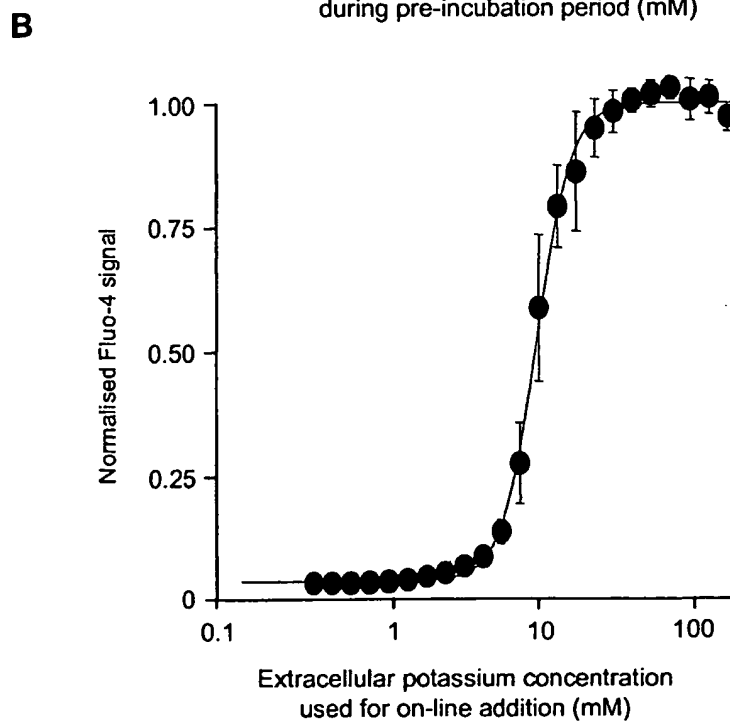 during pre-incubation period (mM)
B
1.00
0.75
0.50
0.25
0
Normalised Fluo-4 signal
0.1 1 10 100
Extracellular potassium concentration
used for on-line addition (mM)